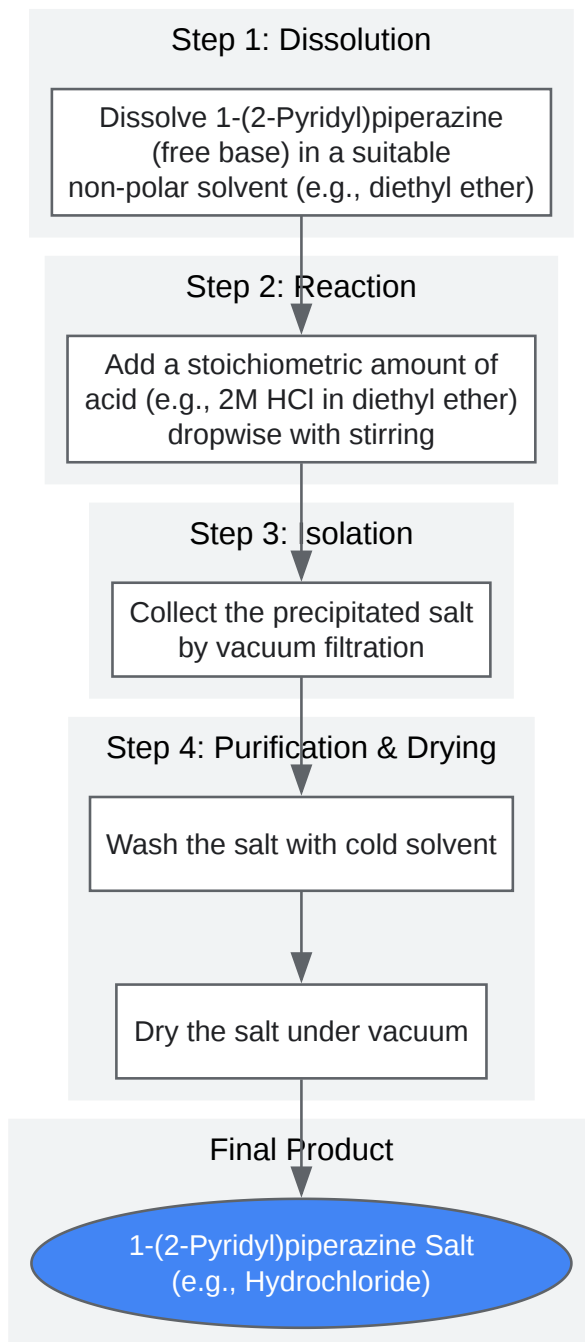 Step 1: Dissolution
Dissolve 1-(2-Pyridyl)piperazine
(free base) in a suitable
non-polar solvent (e.g., diethyl ether)
Step 2: Reaction
Add a stoichiometric amount of
acid (e.g., 2M HCl in diethyl ether)
dropwise with stirring
Step 3: Isolation
Collect the precipitated salt
by vacuum filtration
Step 4: Purification & Drying
Wash the salt with cold solvent
Dry the salt under vacuum
Final Product
1-(2-Pyridyl)piperazine Salt
(e.g., Hydrochloride)